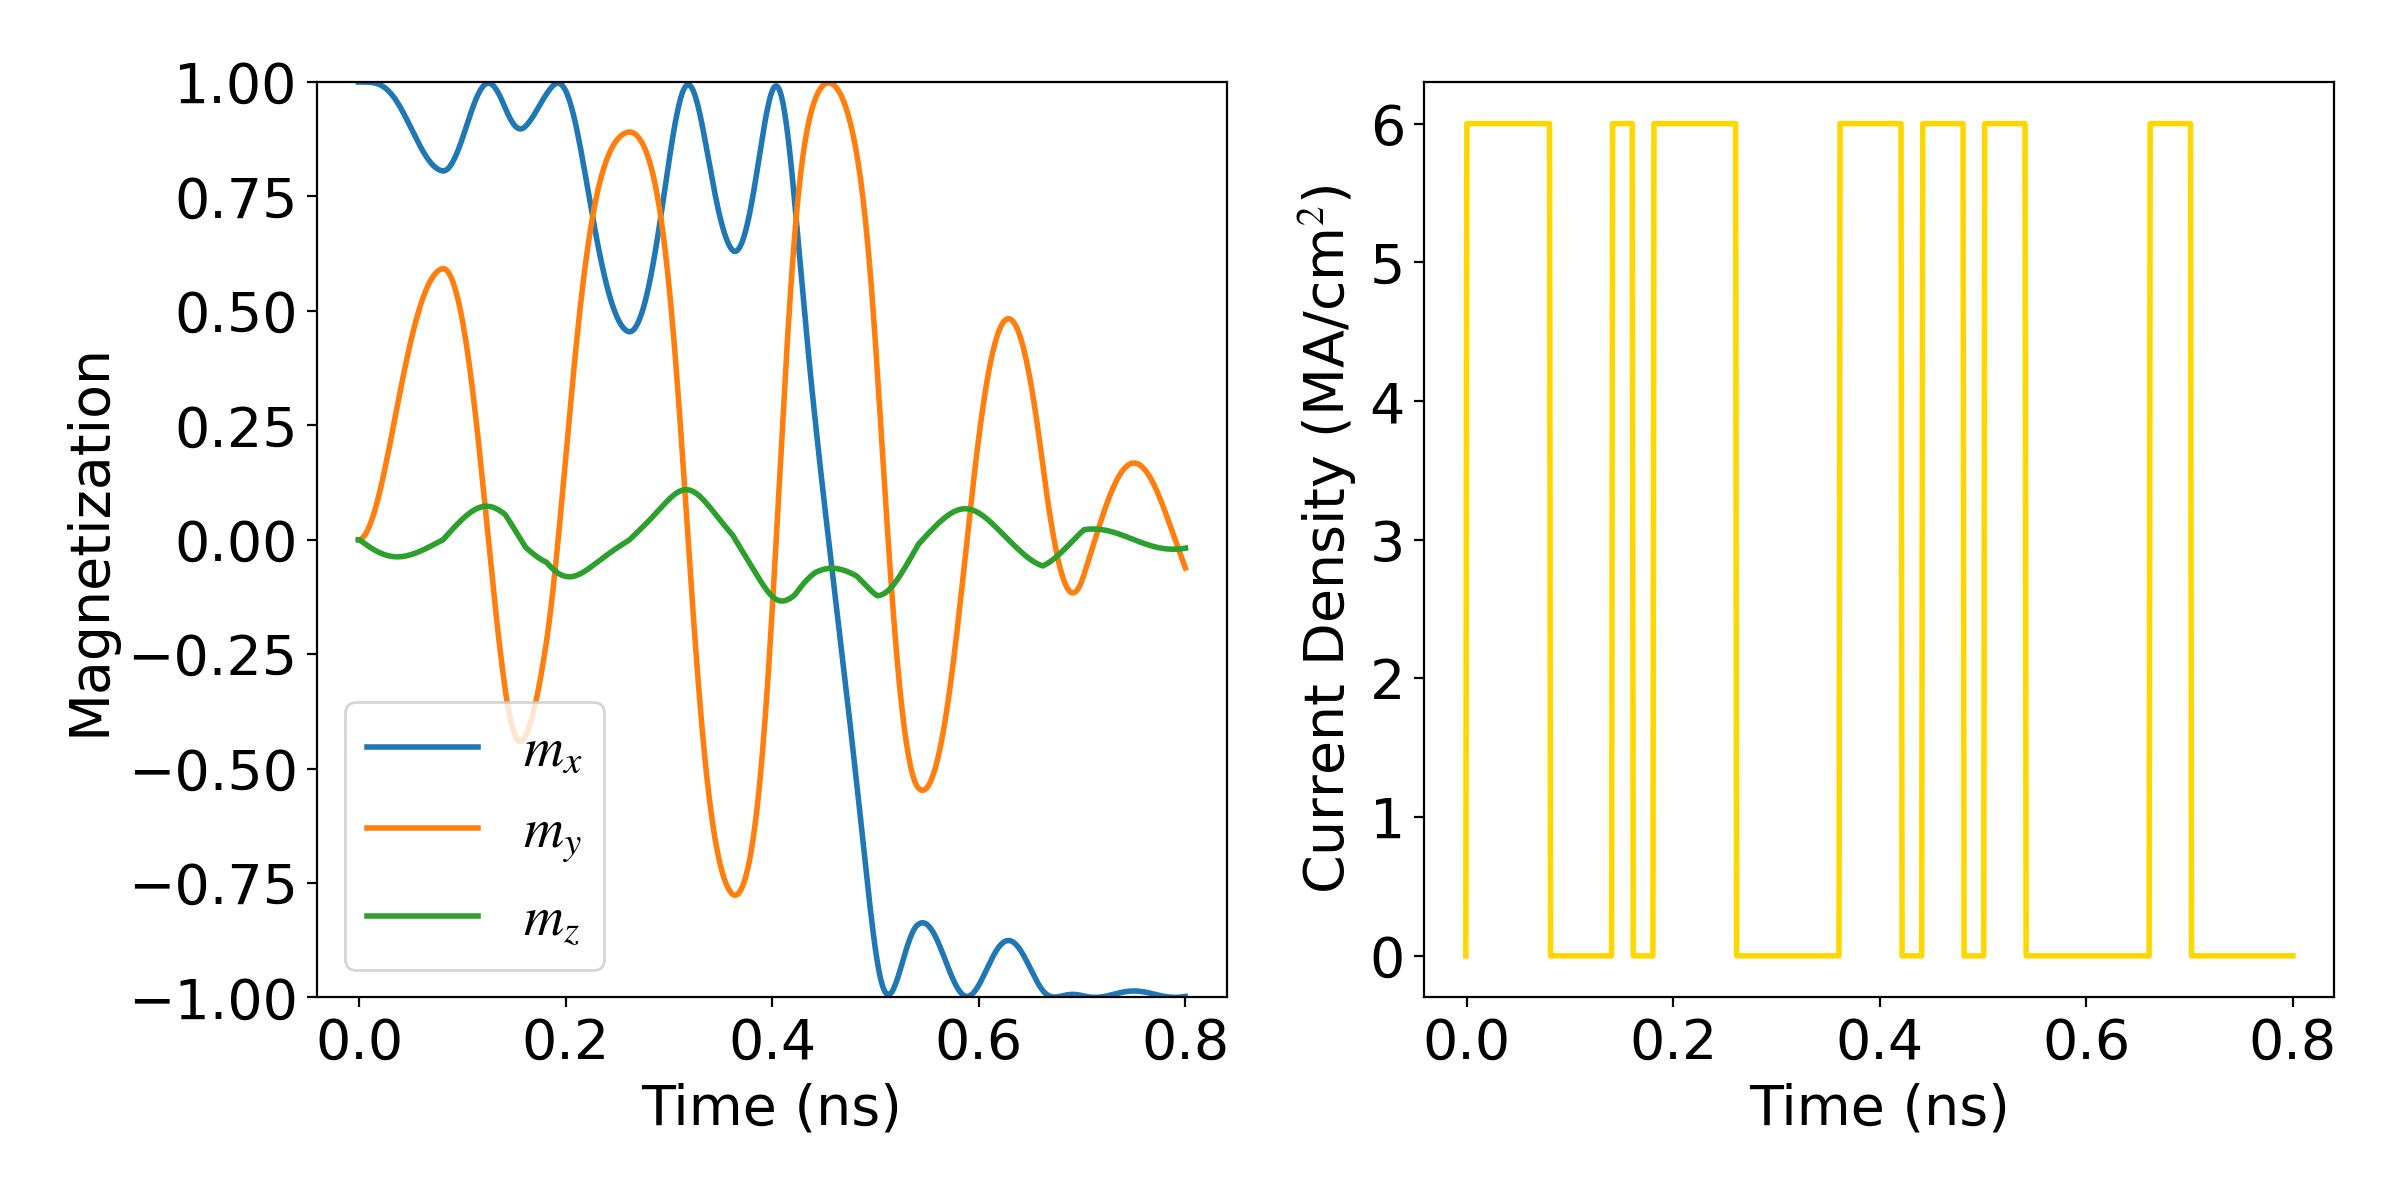 Magnetization
1.00
0.75
0.50
0.25
0.00
−0.25
−0.50
−0.75
−1.00
0.0 0.2 0.4 0.6 0.8
Time (ns)
m_x
m_y
m_z
Current Density (MA/cm²)
6
5
4
3
2
1
0
0.0 0.2 0.4 0.6 0.8
Time (ns)